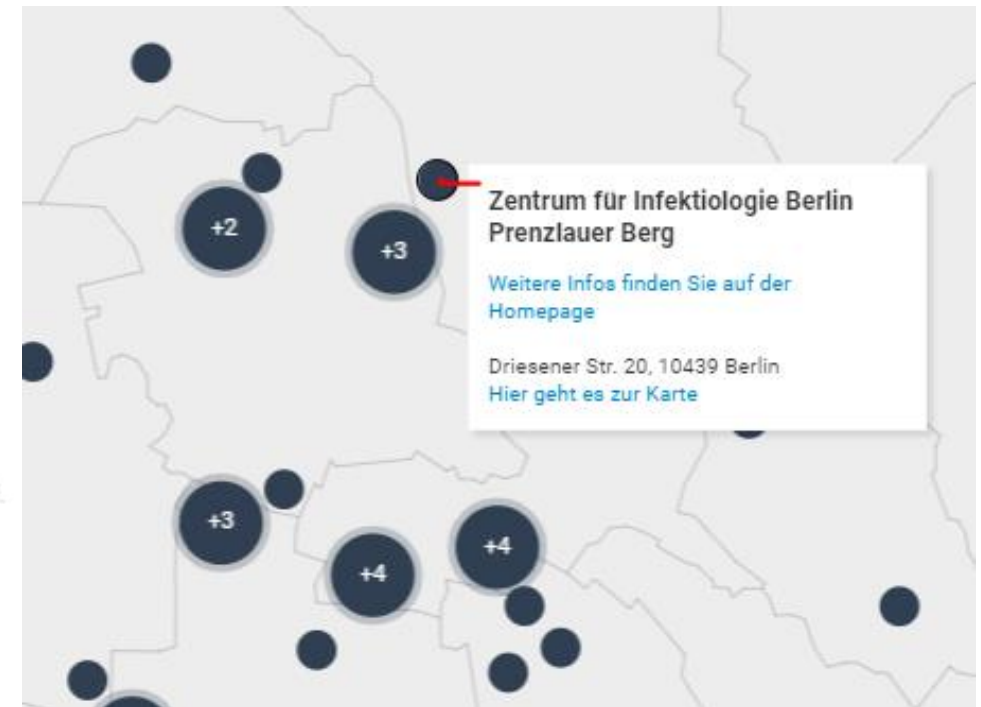 +2
+3
Zentrum für Infektiologie Berlin
Prenzlauer Berg
Weitere Infos finden Sie auf der
Homepage
Driesener Str. 20, 10439 Berlin
Hier geht es zur Karte
+3
+4
+4